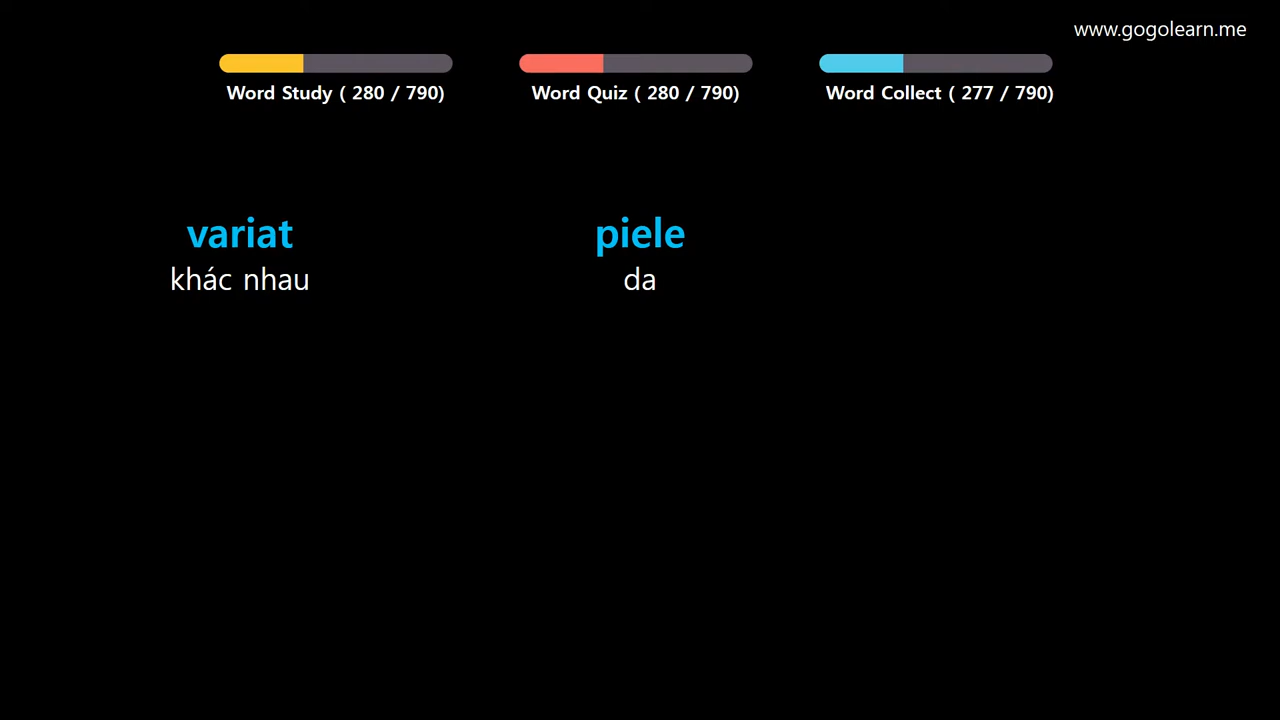 www.gogolearn.me
Word Study ( 280 / 790)
Word Quiz ( 280 / 790)
Word Collect ( 277 / 790)
variat
khác nhau
piele
da